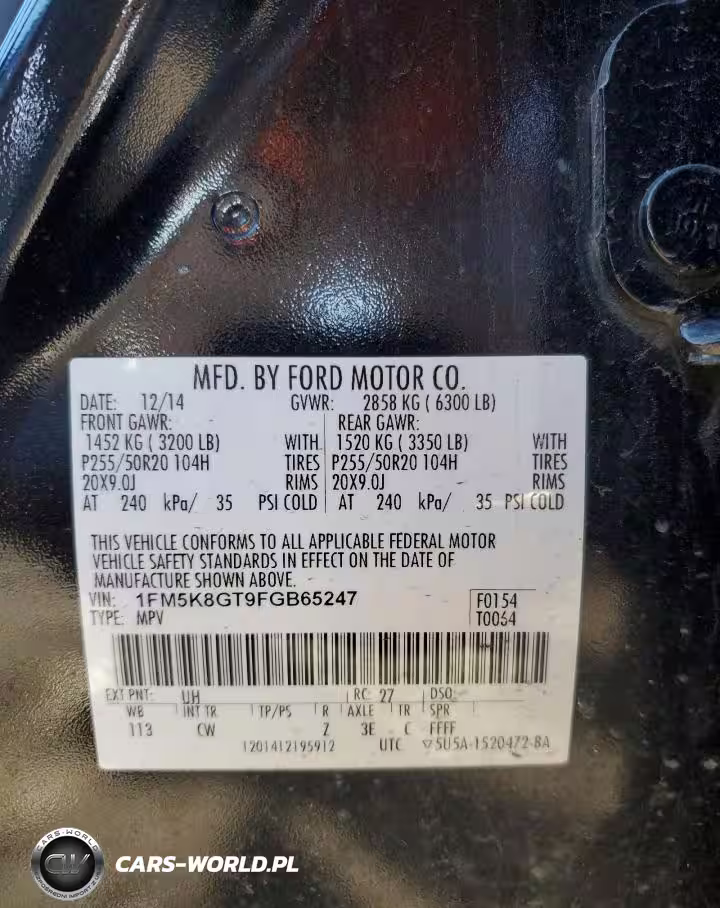 MFD. BY FORD MOTOR CO.
DATE: 12/14 GVWR: 2858 KG ( 6300 LB)
FRONT GAWR: REAR GAWR:
1452 KG ( 3200 LB) WITH 1520 KG ( 3350 LB) WITH
P255/50R20 104H TIRES P255/50R20 104H TIRES
20X9.0J RIMS 20X9.0J RIMS
AT 240 kPa/ 35 PSI COLD AT 240 kPa/ 35 PSI COLD
THIS VEHICLE CONFORMS TO ALL APPLICABLE FEDERAL MOTOR
VEHICLE SAFETY STANDARDS IN EFFECT ON THE DATE OF
MANUFACTURE SHOWN ABOVE.
VIN: 1FM5K8GT9FGB65247 F0154
TYPE: MPV T0064
EXT PNT: UH RC: 27 DSO:
WB INT TR TP/PS R AXLE TR SPR
113 CW Z 3E C FFFF
1201412195912 UTC ▽5U5A-1520472-BA
CARS-WORLD
CW
CARS-WORLD.PL